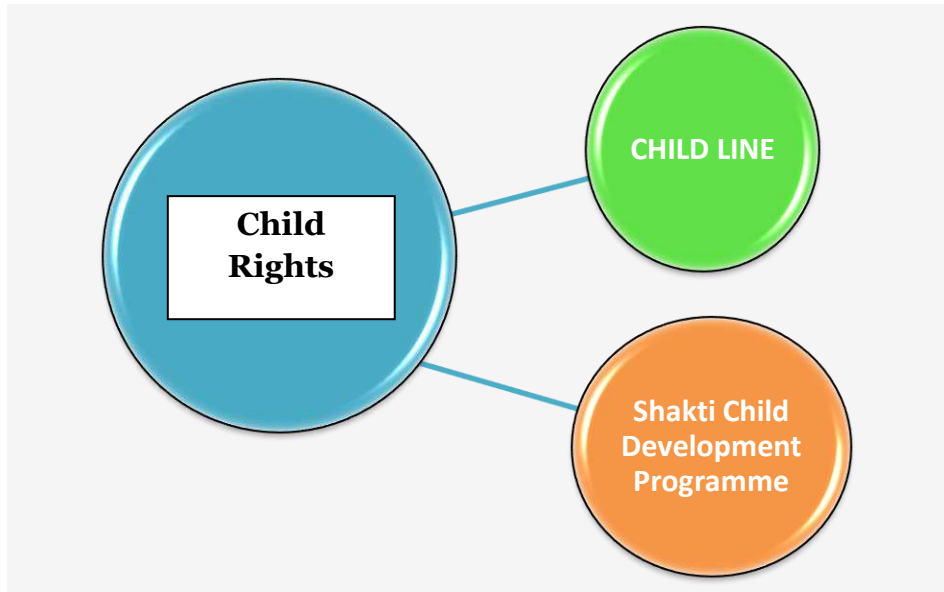 Child
Rights
CHILD LINE
Shakti Child
Development
Programme